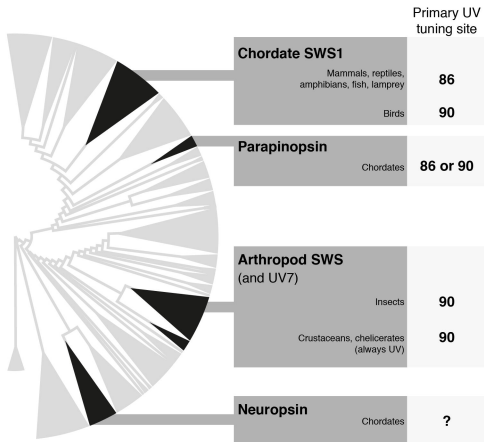 Primary UV
tuning site
Chordate SWS1
Mammals, reptiles,
amphibians, fish, lamprey
86
Birds
90
Parapinopsin
Chordates
86 or 90
Arthropod SWS
(and UV7)
Insects
90
Crustaceans, chelicerates
(always UV)
90
Neuropsin
Chordates
?